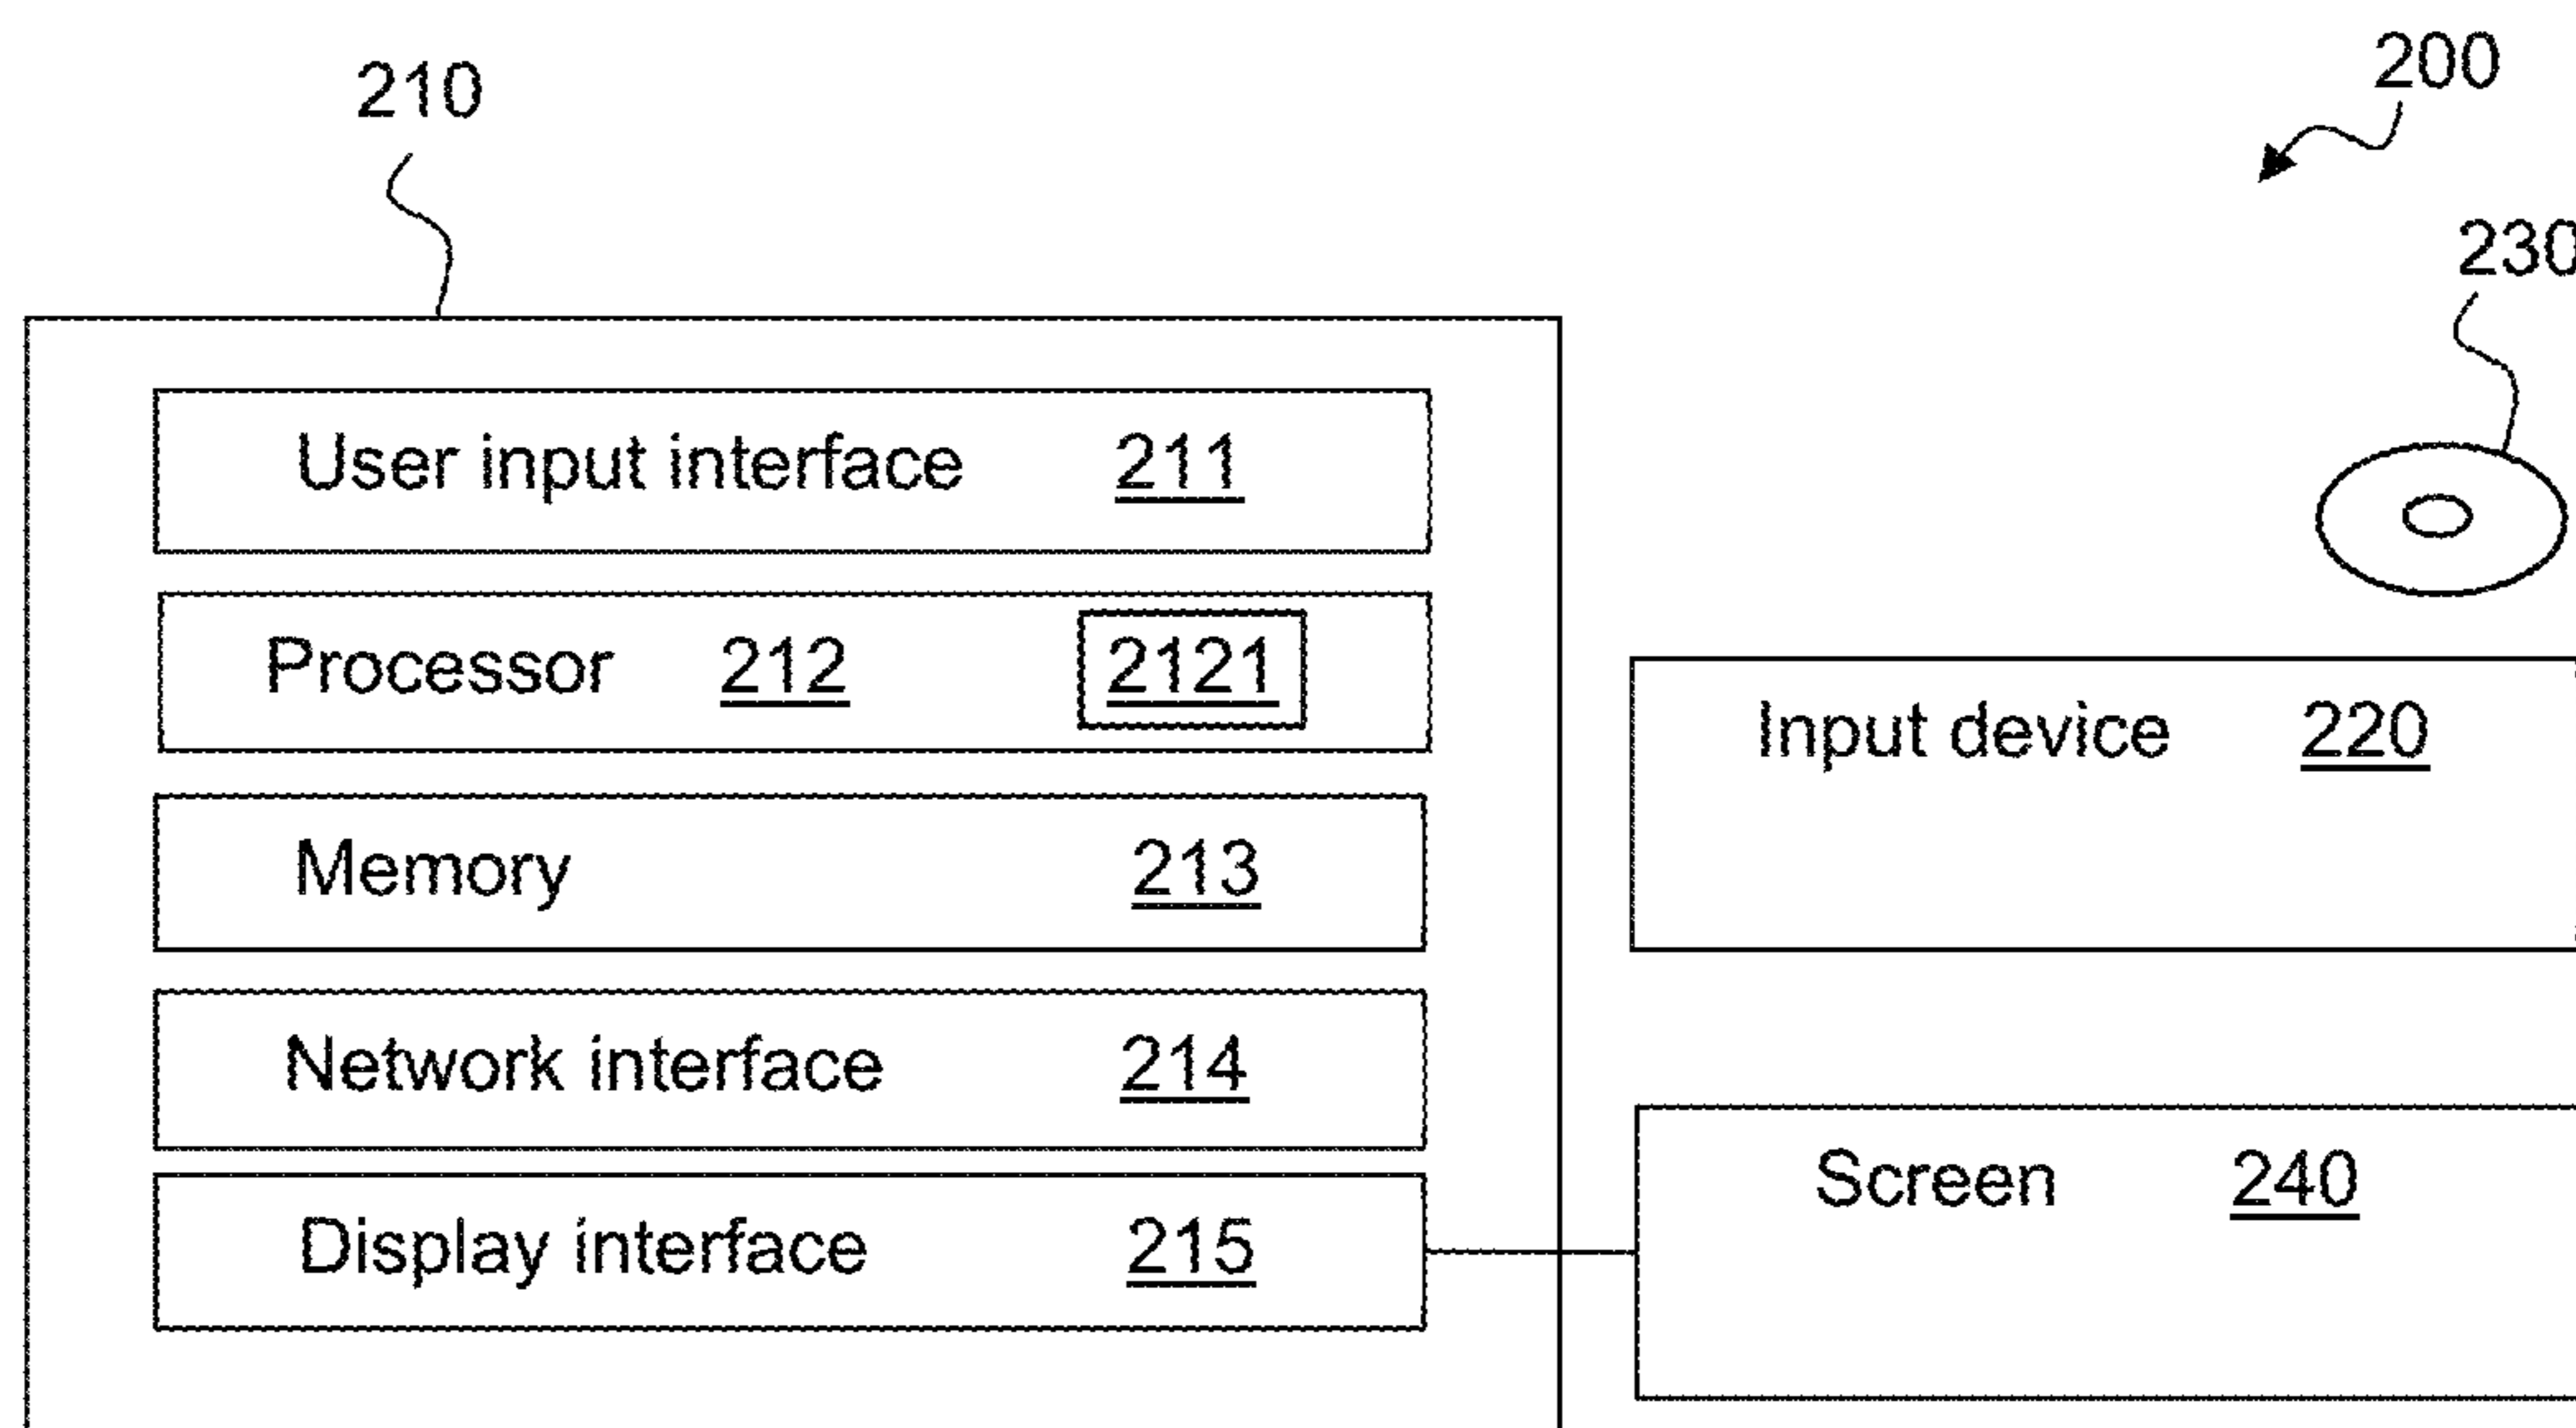 200
210
230
User input interface 211
Processor 212 2121
Input device 220
Memory 213
Network interface 214
Screen 240
Display interface 215